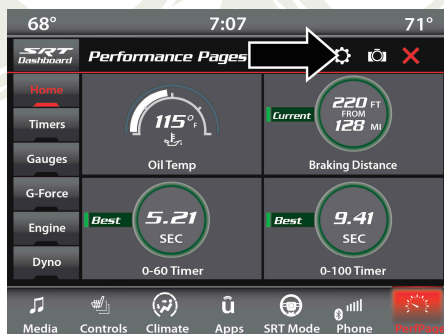 68° 7:07 71°
SRT Dashboard
Performance Pages
Home
Timers
Gauges
G-Force
Engine
Dyno
115° F
Oil Temp
Current
220 FT
FROM
128 MI
Braking Distance
Best
5.21
SEC
0-60 Timer
Best
9.41
SEC
0-100 Timer
Media Controls Climate Apps SRT Mode Phone